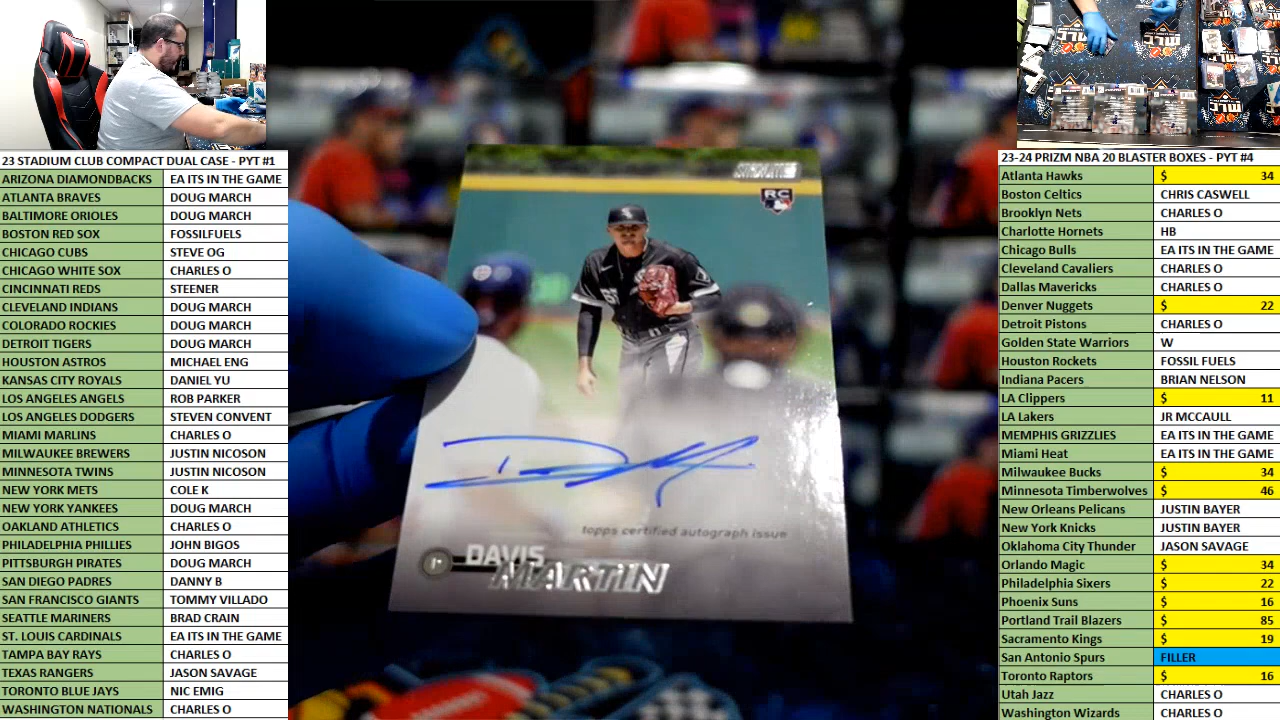 23 STADIUM CLUB COMPACT DUAL CASE - PYT #1
ARIZONA DIAMONDBACKS EA ITS IN THE GAME
ATLANTA BRAVES DOUG MARCH
BALTIMORE ORIOLES DOUG MARCH
BOSTON RED SOX FOSSILFUELS
CHICAGO CUBS STEVE OG
CHICAGO WHITE SOX CHARLES O
CINCINNATI REDS STEENER
CLEVELAND INDIANS DOUG MARCH
COLORADO ROCKIES DOUG MARCH
DETROIT TIGERS DOUG MARCH
HOUSTON ASTROS MICHAEL ENG
KANSAS CITY ROYALS DANIEL YU
LOS ANGELES ANGELS ROB PARKER
LOS ANGELES DODGERS STEVEN CONVENT
MIAMI MARLINS CHARLES O
MILWAUKEE BREWERS JUSTIN NICOSON
MINNESOTA TWINS JUSTIN NICOSON
NEW YORK METS COLE K
NEW YORK YANKEES DOUG MARCH
OAKLAND ATHLETICS CHARLES O
PHILADELPHIA PHILLIES JOHN BIGOS
PITTSBURGH PIRATES DOUG MARCH
SAN DIEGO PADRES DANNY B
SAN FRANCISCO GIANTS TOMMY VILLADO
SEATTLE MARINERS BRAD CRAIN
ST. LOUIS CARDINALS EA ITS IN THE GAME
TAMPA BAY RAYS CHARLES O
TEXAS RANGERS JASON SAVAGE
TORONTO BLUE JAYS NIC EMIG
WASHINGTON NATIONALS CHARLES O
RC
topps certified autograph issue
DAVIS
MARTIN
23-24 PRIZM NBA 20 BLASTER BOXES - PYT #4
Atlanta Hawks $ 34
Boston Celtics CHRIS CASWELL
Brooklyn Nets CHARLES O
Charlotte Hornets HB
Chicago Bulls EA ITS IN THE GAME
Cleveland Cavaliers CHARLES O
Dallas Mavericks CHARLES O
Denver Nuggets $ 22
Detroit Pistons CHARLES O
Golden State Warriors W
Houston Rockets FOSSIL FUELS
Indiana Pacers BRIAN NELSON
LA Clippers $ 11
LA Lakers JR MCCAULL
MEMPHIS GRIZZLIES EA ITS IN THE GAME
Miami Heat EA ITS IN THE GAME
Milwaukee Bucks $ 34
Minnesota Timberwolves $ 46
New Orleans Pelicans JUSTIN BAYER
New York Knicks JUSTIN BAYER
Oklahoma City Thunder JASON SAVAGE
Orlando Magic $ 34
Philadelphia Sixers $ 22
Phoenix Suns $ 16
Portland Trail Blazers $ 85
Sacramento Kings $ 19
San Antonio Spurs FILLER
Toronto Raptors $ 16
Utah Jazz CHARLES O
Washington Wizards CHARLES O